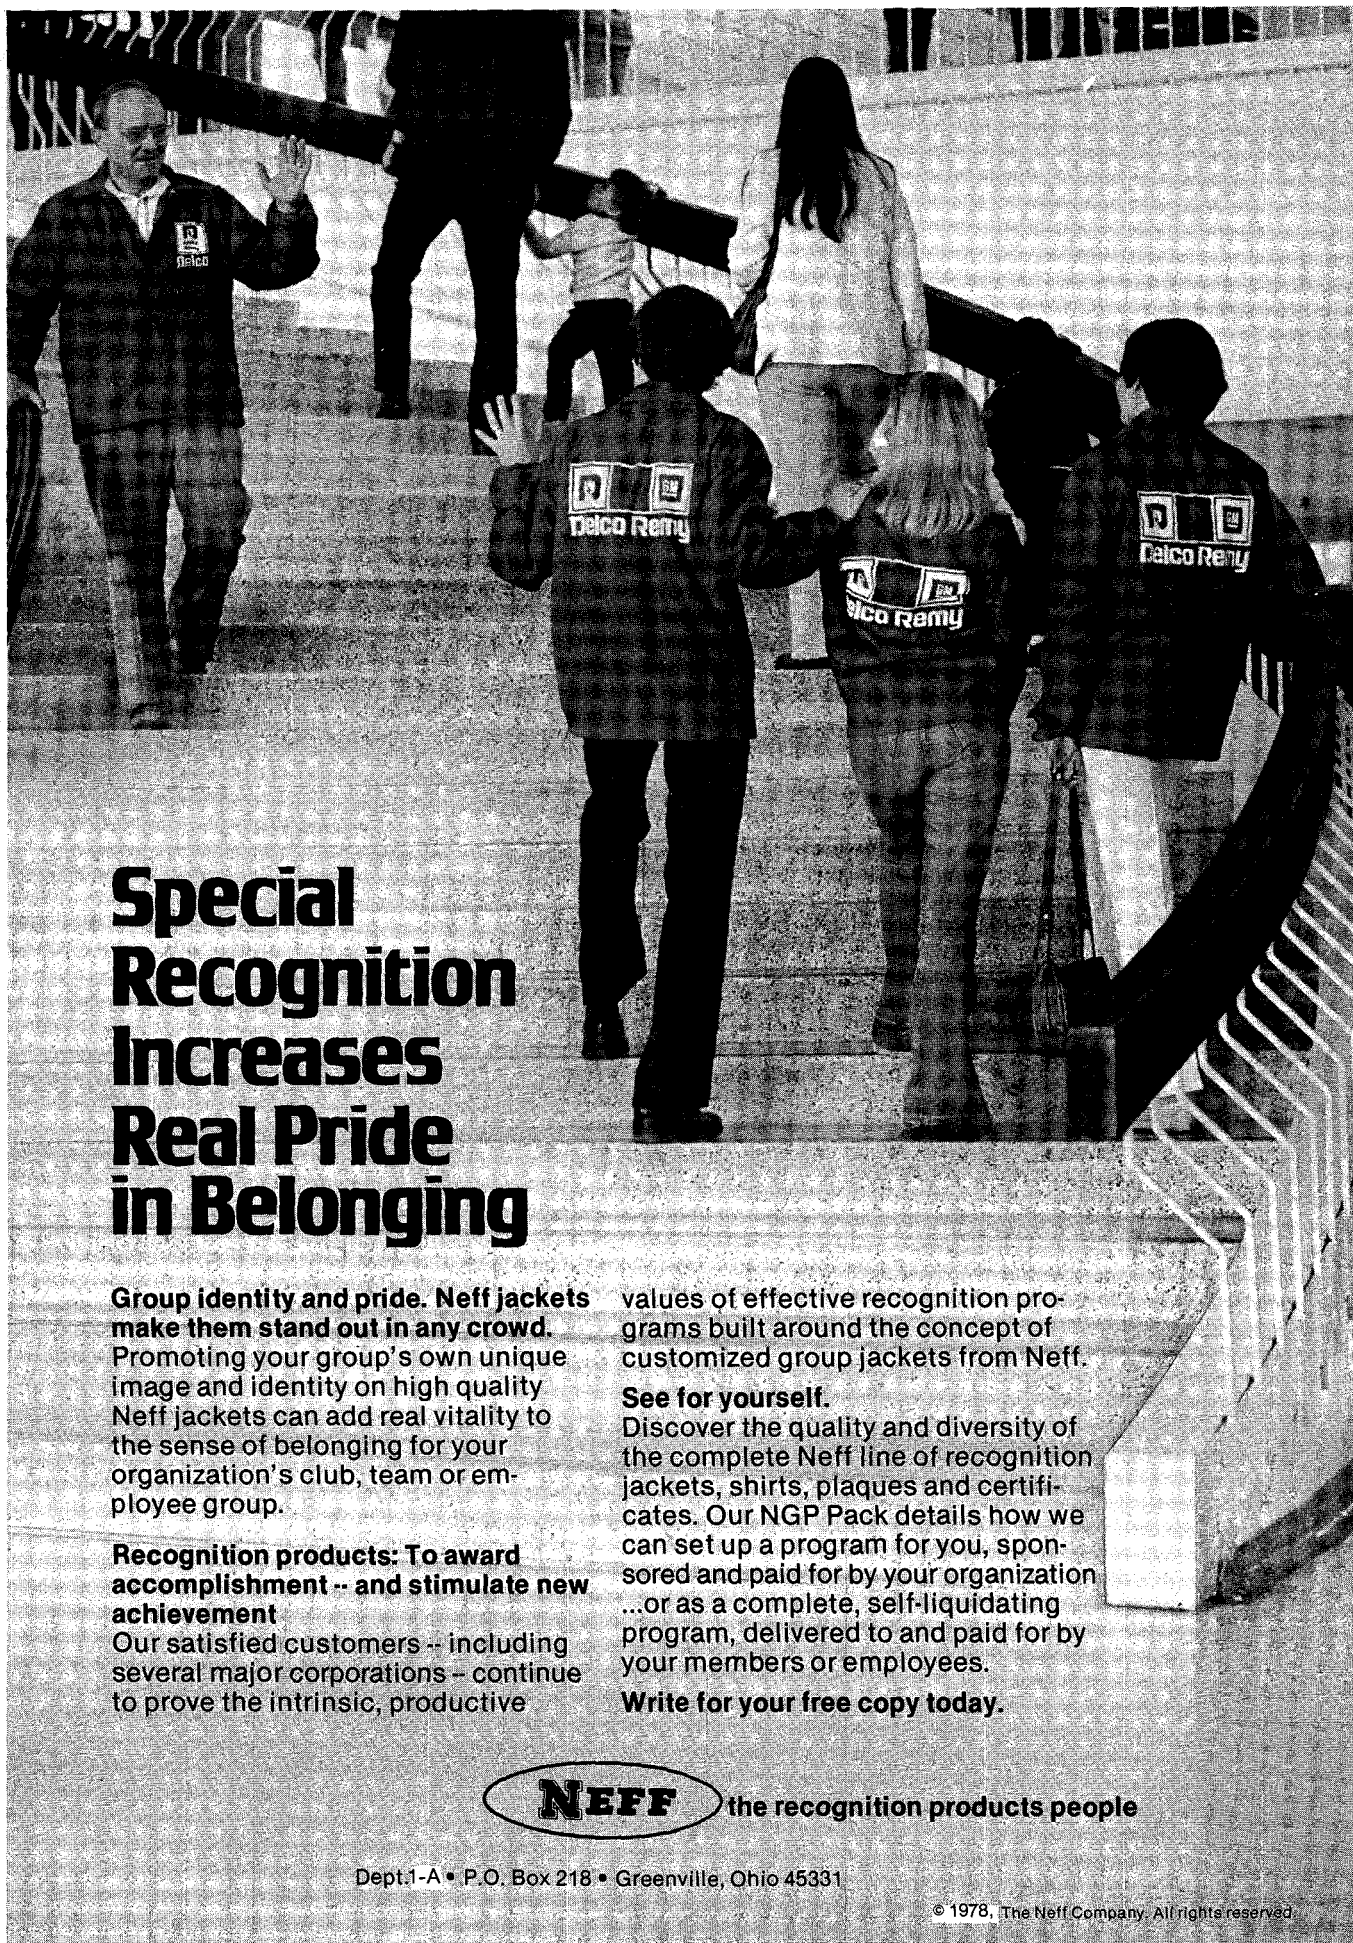 Delco
Delco Remy
GM
elco Remy
GM
Delco Remy
GM
Special
Recognition
Increases
Real Pride
in Belonging
Group identity and pride. Neff jackets
make them stand out in any crowd.
Promoting your group's own unique
image and identity on high quality
Neff jackets can add real vitality to
the sense of belonging for your
organization's club, team or em-
ployee group.
Recognition products: To award
accomplishment -- and stimulate new
achievement
Our satisfied customers -- including
several major corporations -- continue
to prove the intrinsic, productive
values of effective recognition pro-
grams built around the concept of
customized group jackets from Neff.
See for yourself.
Discover the quality and diversity of
the complete Neff line of recognition
jackets, shirts, plaques and certifi-
cates. Our NGP Pack details how we
can set up a program for you, spon-
sored and paid for by your organization
...or as a complete, self-liquidating
program, delivered to and paid for by
your members or employees.
Write for your free copy today.
NEFF the recognition products people
Dept.1-A • P.O. Box 218 • Greenville, Ohio 45331
© 1978, The Neff Company. All rights reserved.